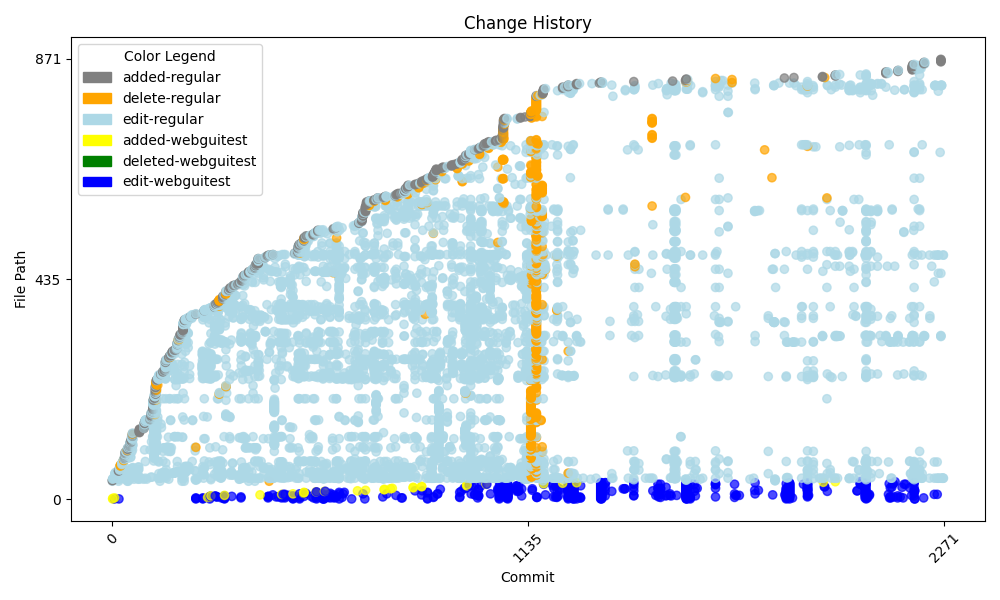 Change History
Color Legend
added-regular
delete-regular
edit-regular
added-webguitest
deleted-webguitest
edit-webguitest
871
435
0
File Path
0
1135
2271
Commit